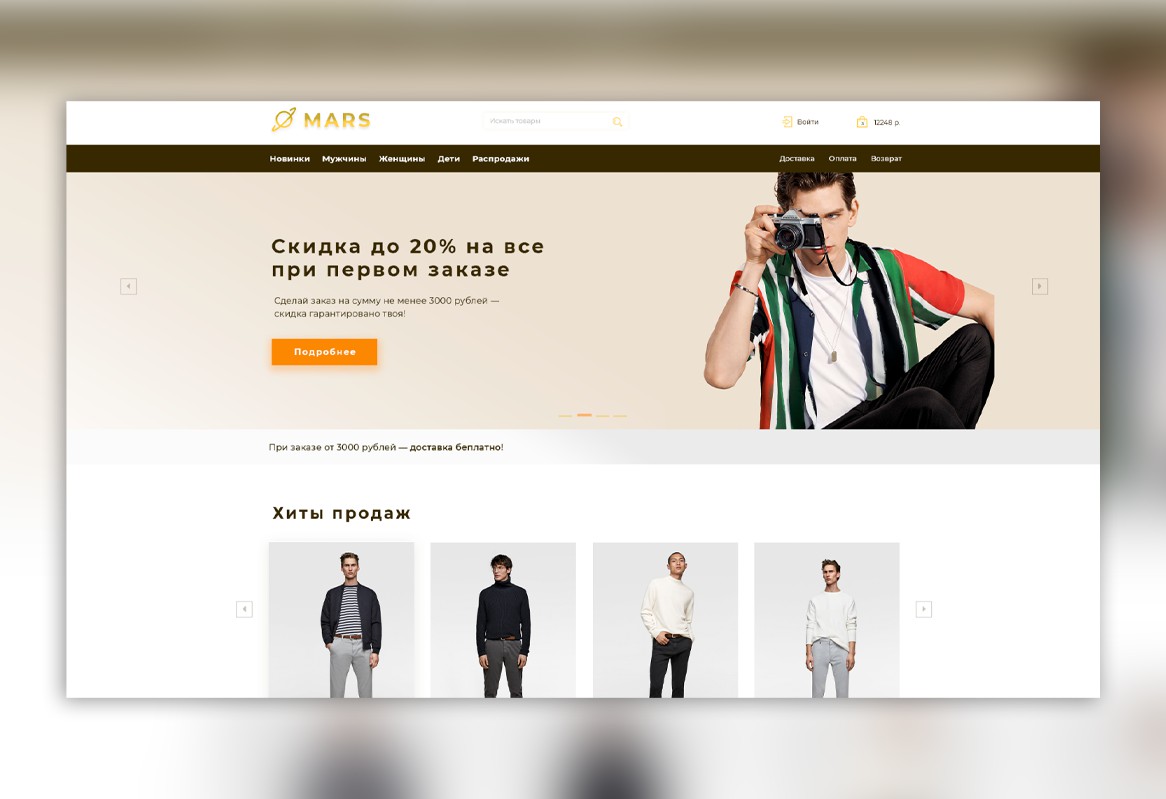 MARS
Искать товары
Войти
12248 р.
Новинки Мужчины Женщины Дети Распродажи
Доставка Оплата Возврат
Скидка до 20% на все
при первом заказе
Сделай заказ на сумму не менее 3000 рублей —
скидка гарантировано твоя!
Подробнее
При заказе от 3000 рублей — доставка беплатно!
Хиты продаж